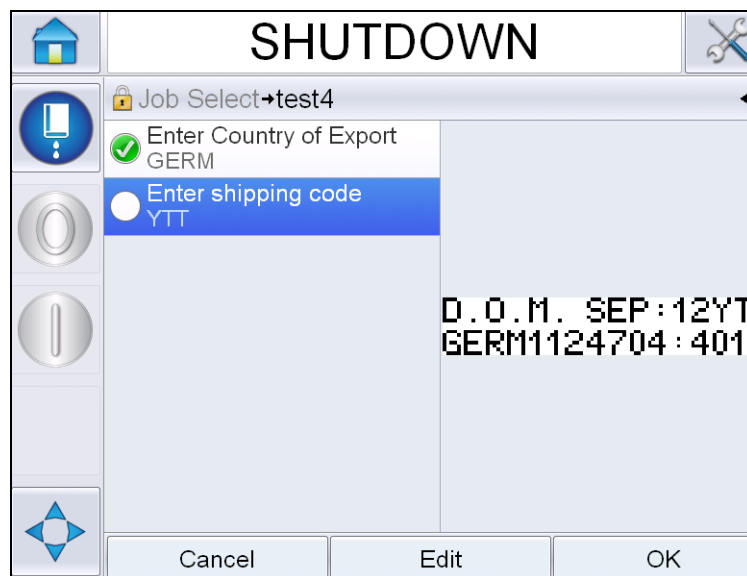 SHUTDOWN
Job Select→test4
Enter Country of Export
GERM
Enter shipping code
YTT
D.O.M. SEP:12YT
GERM1124704:401
Cancel
Edit
OK